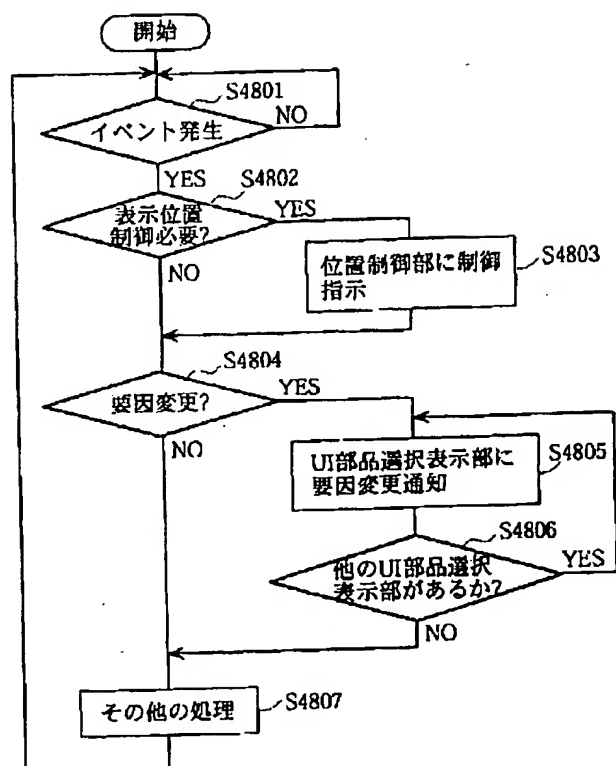 開始
S4801
イベント発生
NO
YES
S4802
表示位置
制御必要?
YES
NO
位置制御部に制御
指示
S4803
S4804
要因変更?
YES
NO
UI部品選択表示部に
要因変更通知
S4805
S4806
他のUI部品選択
表示部があるか?
YES
NO
その他の処理
S4807